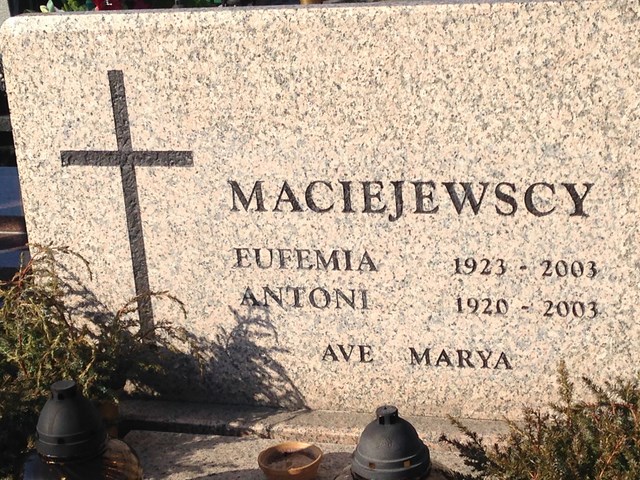 MACIEJEWSCY
EUFEMIA 1923 - 2003
ANTONI 1920 - 2003
AVE MARYA